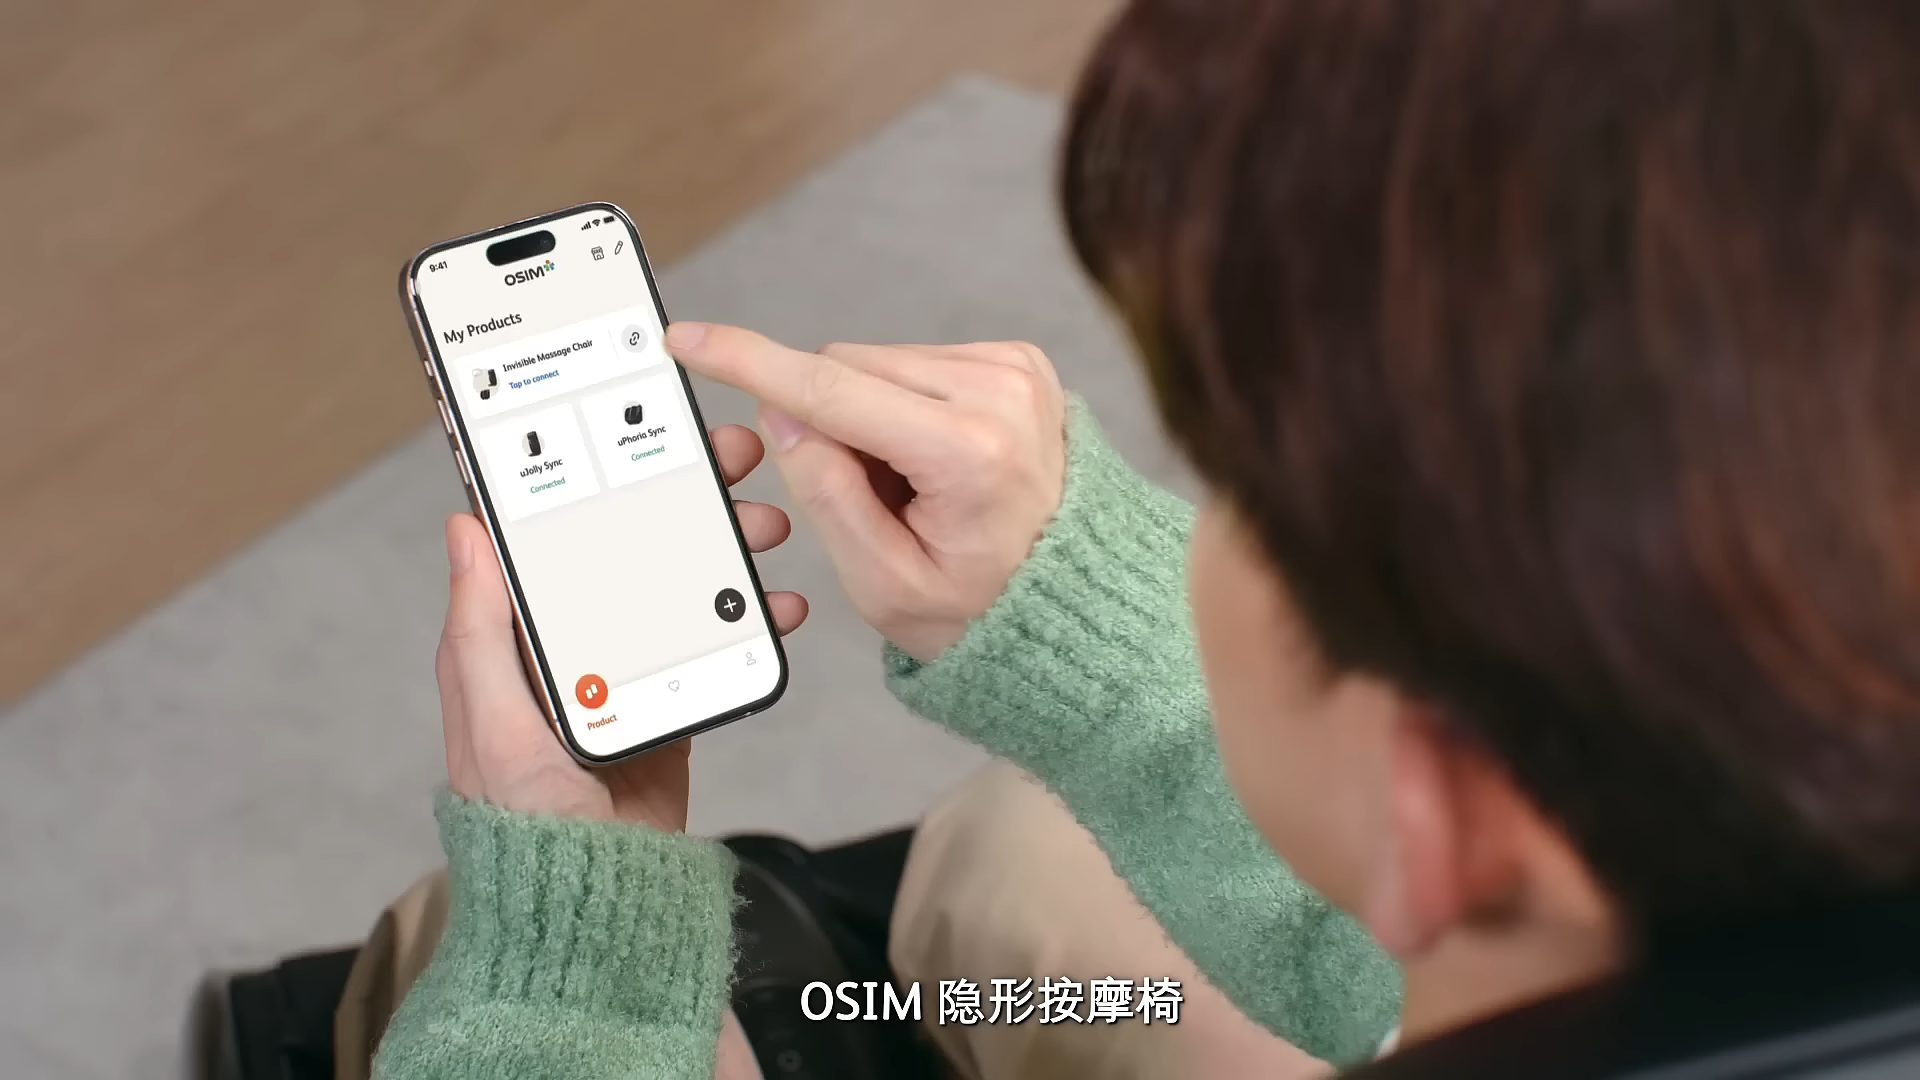 9:41
OSIM
My Products
Invisible Massage Chair
Tap to connect
uJolly Sync
Connected
uPhoria Sync
Connected
Product
OSIM 隐形按摩椅